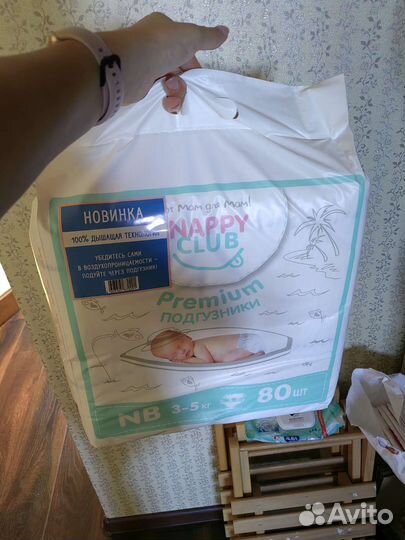 От Мам для Мам!
НОВИНКА
100% ДЫШАЩАЯ ТЕХНОЛОГИЯ
УБЕДИТЕСЬ САМИ
В ВОЗДУХОПРОНИЦАЕМОСТИ -
ПОДУЙТЕ ЧЕРЕЗ ПОДГУЗНИК!
NAPPY
CLUB
Premium
ПОДГУЗНИКИ
NB 3-5 кг 80 шт
Avito